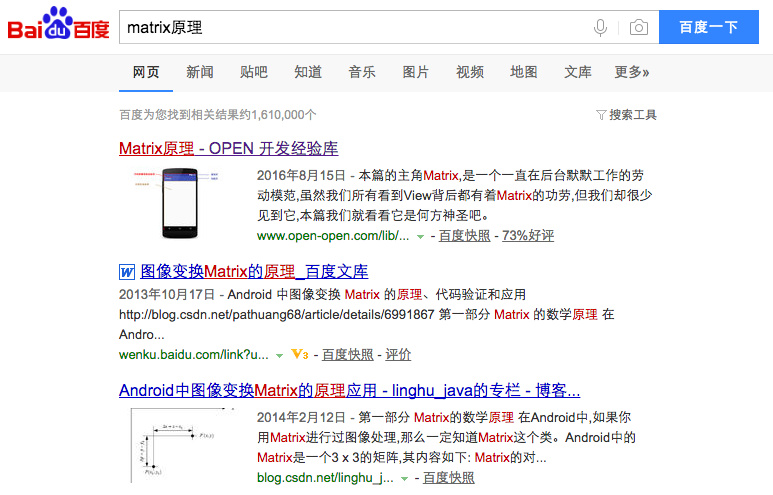 Bai du 百度
matrix原理
百度一下
网页 新闻 贴吧 知道 音乐 图片 视频 地图 文库 更多»
百度为您找到相关结果约1,610,000个
搜索工具
Matrix原理 - OPEN 开发经验库
2016年8月15日 - 本篇的主角Matrix,是一个一直在后台默默工作的劳
动模范,虽然我们所有看到View背后都有着Matrix的功劳,但我们却很少
见到它,本篇我们就看看它是何方神圣吧。
www.open-open.com/lib/... - 百度快照 - 73%好评
W 图像变换Matrix的原理_百度文库
2013年10月17日 - Android 中图像变换 Matrix 的原理、代码验证和应用
http://blog.csdn.net/pathuang68/article/details/6991867 第一部分 Matrix 的数学原理 在
Andro...
wenku.baidu.com/link?u... V3 - 百度快照 - 评价
Android中图像变换Matrix的原理应用 - linghu_java的专栏 - 博客...
2014年2月12日 - 第一部分 Matrix的数学原理 在Android中,如果你
用Matrix进行过图像处理,那么一定知道Matrix这个类。Android中的
Matrix是一个3 x 3的矩阵,其内容如下: Matrix的对...
blog.csdn.net/linghu_j... - 百度快照